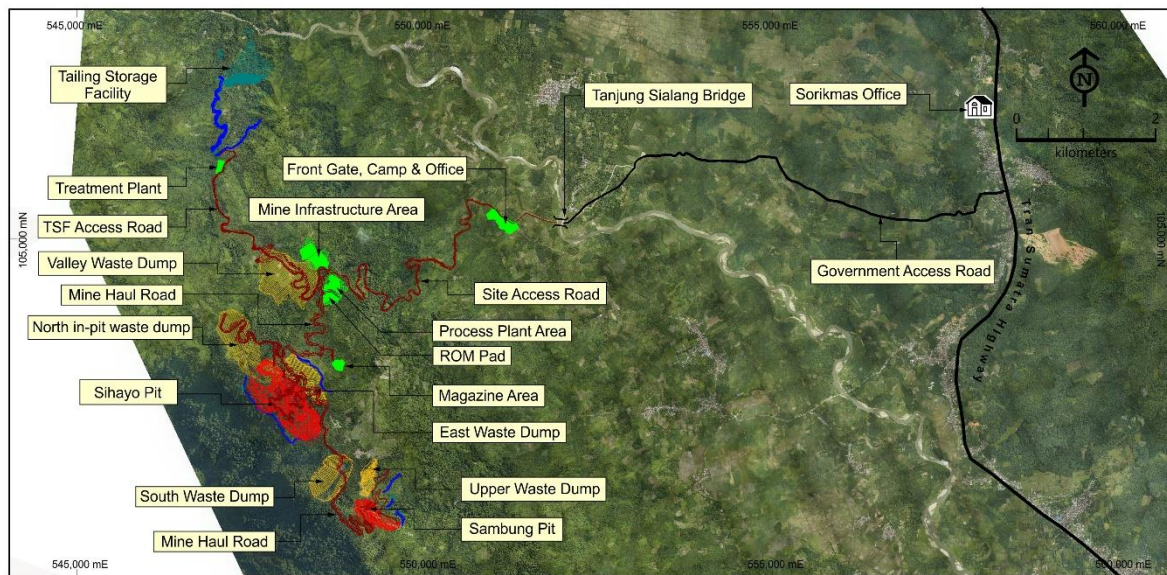 545,000 mE
550,000 mE
555,000 mE
560,000 mE
Tailing Storage
Facility
Tanjung Sialang Bridge
Sorikmas Office
N
0
2
kilometers
Front Gate, Camp & Office
Treatment Plant
Mine Infrastructure Area
TSF Access Road
105,000 mN
105,000 mN
Valley Waste Dump
Government Access Road
Tran Sumatra Highway
Mine Haul Road
Site Access Road
North in-pit waste dump
Process Plant Area
ROM Pad
Sihayo Pit
Magazine Area
East Waste Dump
South Waste Dump
Upper Waste Dump
Mine Haul Road
Sambung Pit
545,000 mE
550,000 mE
555,000 mE
560,000 mE